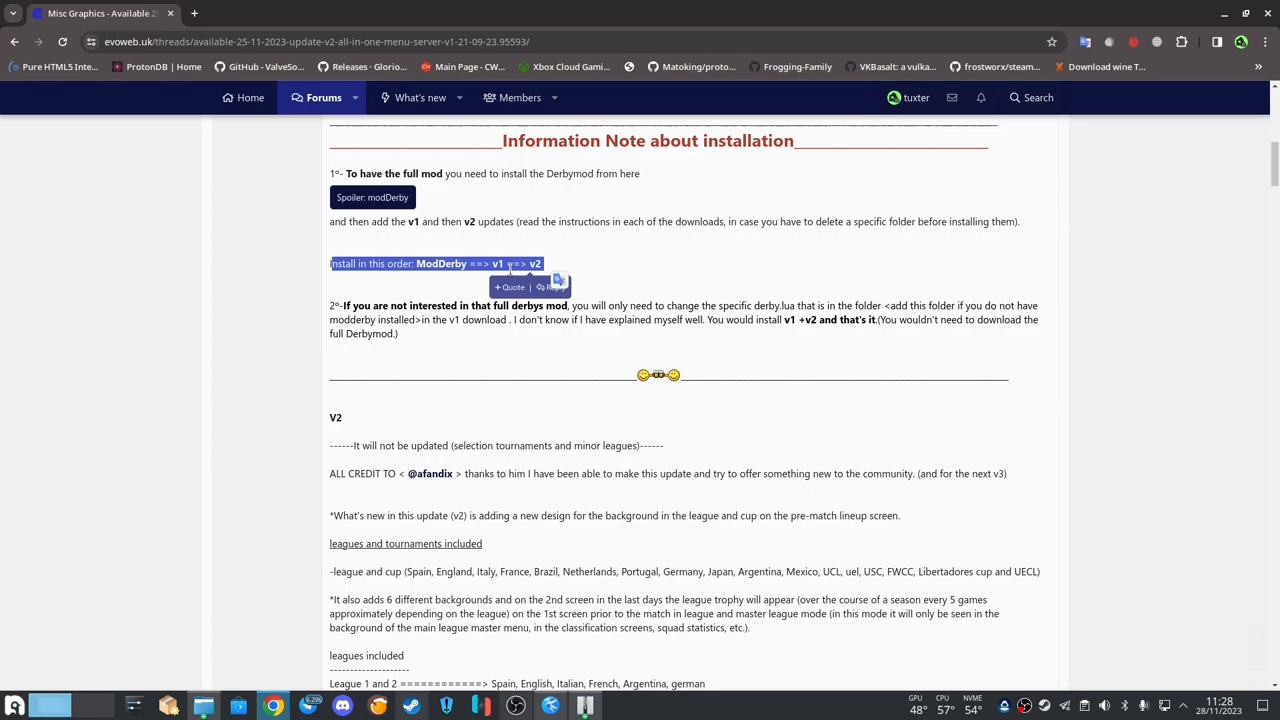 Misc Graphics - [Available] 25
evoweb.uk/threads/available-25-11-2023-update-v2-all-in-one-menu-server-v1-21-09-23.95593/
Pure HTML5 Linke... ProtonDB | Home GitHub - ValveSo... Releases · Glorio... Main Page - CW... Xbox Cloud Gami... Matoking/proto... Frogging-Family VKBasalt: a vulka... frostworx/steam... Download wine T...
Home Forums What's new Members tuxter Search
Information Note about installation
1º- To have the full mod you need to install the Derbymod from here
Spoiler: modDerby
and then add the v1 and then v2 updates (read the instructions in each of the downloads, in case you have to delete a specific folder before installing them).
Install in this order: ModDerby ==> v1 ==> v2
+ Quote | Reply
2º-If you are not interested in that full derbys mod, you will only need to change the specific derby.lua that is in the folder <add this folder if you do not have
modderby installed>in the v1 download . I don't know if I have explained myself well. You would install v1 +v2 and that's it.(You wouldn't need to download the
full Derbymod.)
V2
------It will not be updated (selection tournaments and minor leagues)------
ALL CREDIT TO < @afandix > thanks to him I have been able to make this update and try to offer something new to the community. (and for the next v3)
*What's new in this update (v2) is adding a new design for the background in the league and cup on the pre-match lineup screen.
leagues and tournaments included
-league and cup (Spain, England, Italy, France, Brazil, Netherlands, Portugal, Germany, Japan, Argentina, Mexico, UCL, uel, USC, FWCC, Libertadores cup and UECL)
*It also adds 6 different backgrounds and on the 2nd screen in the last days the league trophy will appear (over the course of a season every 5 games
approximately depending on the league) on the 1st screen prior to the match in league and master league mode (in this mode it will only be seen in the
background of the main league master menu, in the classification screens, squad statistics, etc.).
leagues included
-------------------
League 1 and 2 ============> Spain, English, Italian, French, Argentina, german
6,290
GPU CPU NVME
48° 57° 54°
11:28
28/11/2023